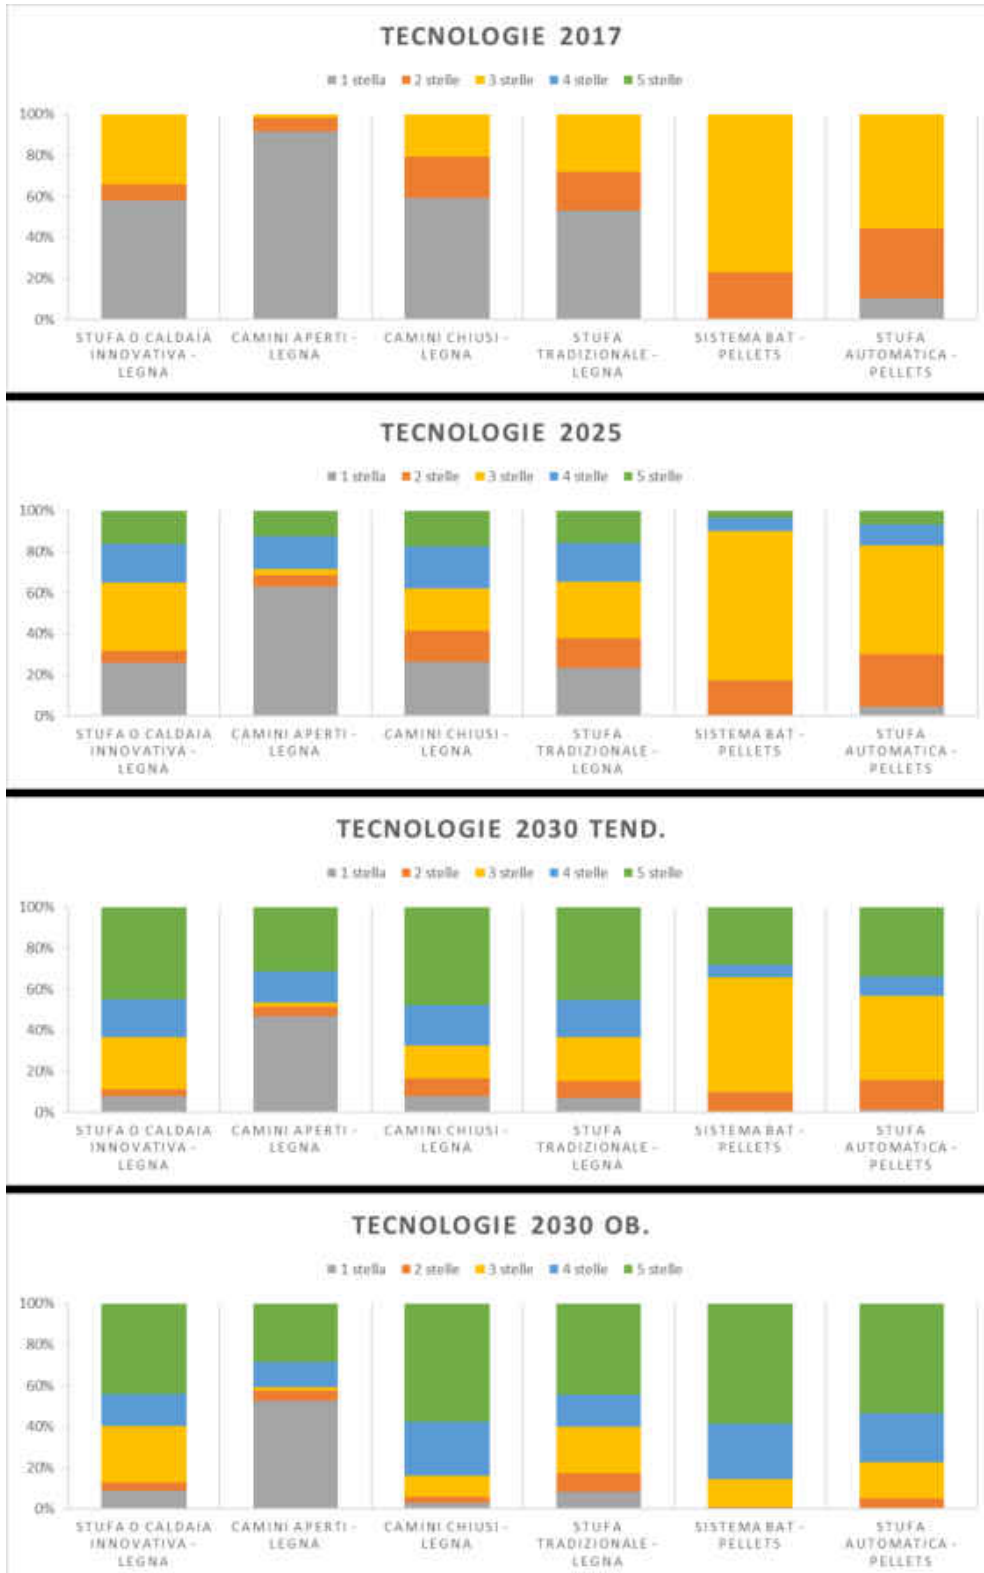 TECNOLOGIE 2017
1 stella 2 stelle 3 stelle 4 stelle 5 stelle
100%
80%
60%
40%
20%
0%
STUFA O CALDAIA INNOVATIVA - LEGNA
CAMINI APERTI - LEGNA
CAMINI CHIUSI - LEGNA
STUFA TRADIZIONALE - LEGNA
SISTEMA BAT - PELLETS
STUFA AUTOMATICA - PELLETS
TECNOLOGIE 2025
1 stella 2 stelle 3 stelle 4 stelle 5 stelle
100%
80%
60%
40%
20%
0%
STUFA O CALDAIA INNOVATIVA - LEGNA
CAMINI APERTI - LEGNA
CAMINI CHIUSI - LEGNA
STUFA TRADIZIONALE - LEGNA
SISTEMA BAT - PELLETS
STUFA AUTOMATICA - PELLETS
TECNOLOGIE 2030 TEND.
1 stella 2 stelle 3 stelle 4 stelle 5 stelle
100%
80%
60%
40%
20%
0%
STUFA O CALDAIA INNOVATIVA - LEGNA
CAMINI APERTI - LEGNA
CAMINI CHIUSI - LEGNA
STUFA TRADIZIONALE - LEGNA
SISTEMA BAT - PELLETS
STUFA AUTOMATICA - PELLETS
TECNOLOGIE 2030 OB.
1 stella 2 stelle 3 stelle 4 stelle 5 stelle
100%
80%
60%
40%
20%
0%
STUFA O CALDAIA INNOVATIVA - LEGNA
CAMINI APERTI - LEGNA
CAMINI CHIUSI - LEGNA
STUFA TRADIZIONALE - LEGNA
SISTEMA BAT - PELLETS
STUFA AUTOMATICA - PELLETS